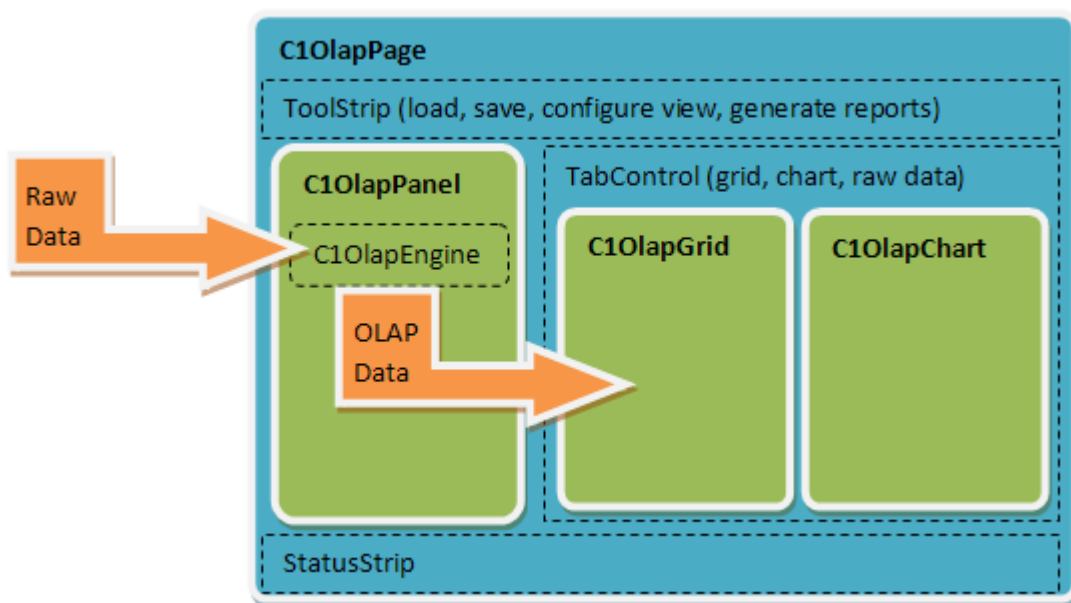 C1OlapPage
ToolStrip (load, save, configure view, generate reports)
Raw
Data
C1OlapPanel
C1OlapEngine
OLAP
Data
TabControl (grid, chart, raw data)
C1OlapGrid
C1OlapChart
StatusStrip